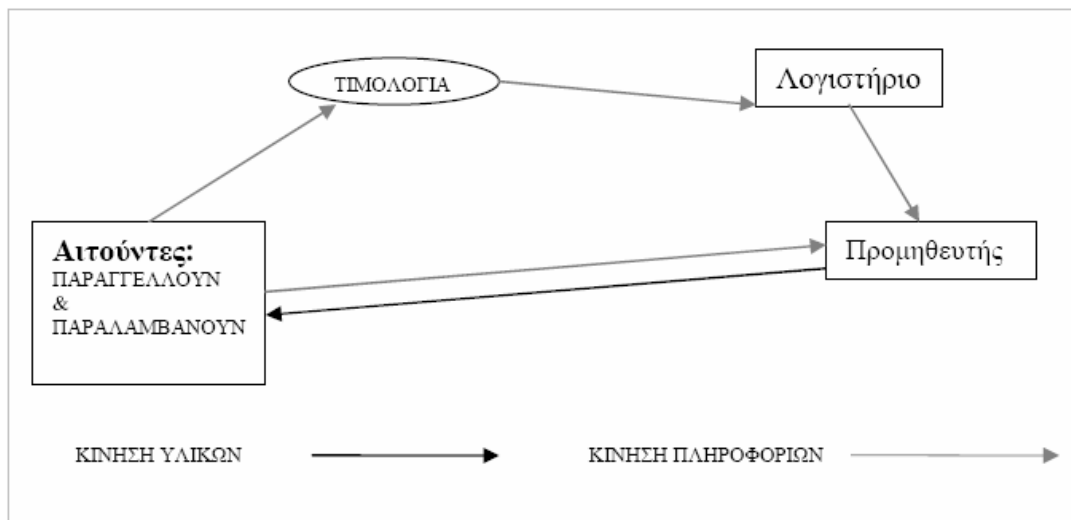 ΤΙΜΟΛΟΓΙΑ
Λογιστήριο
Αιτούντες:
ΠΑΡΑΓΓΕΛΛΟΥΝ
&
ΠΑΡΑΛΑΜΒΑΝΟΥΝ
Προμηθευτής
ΚΙΝΗΣΗ ΥΛΙΚΩΝ
ΚΙΝΗΣΗ ΠΛΗΡΟΦΟΡΙΩΝ